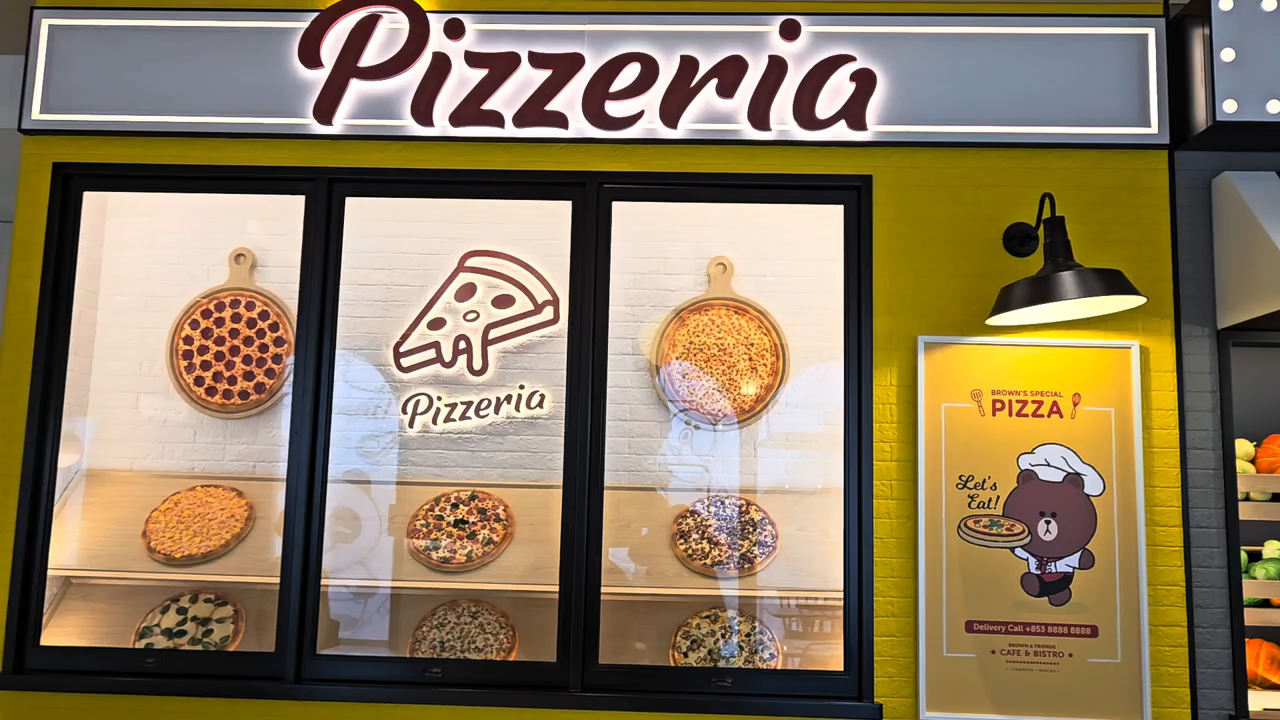 Pizzeria
Pizzeria
BROWN'S SPECIAL
PIZZA
Let's
Eat!
Delivery Call +853 8888 8888
BROWN & FRIENDS
★ CAFE & BISTRO ★